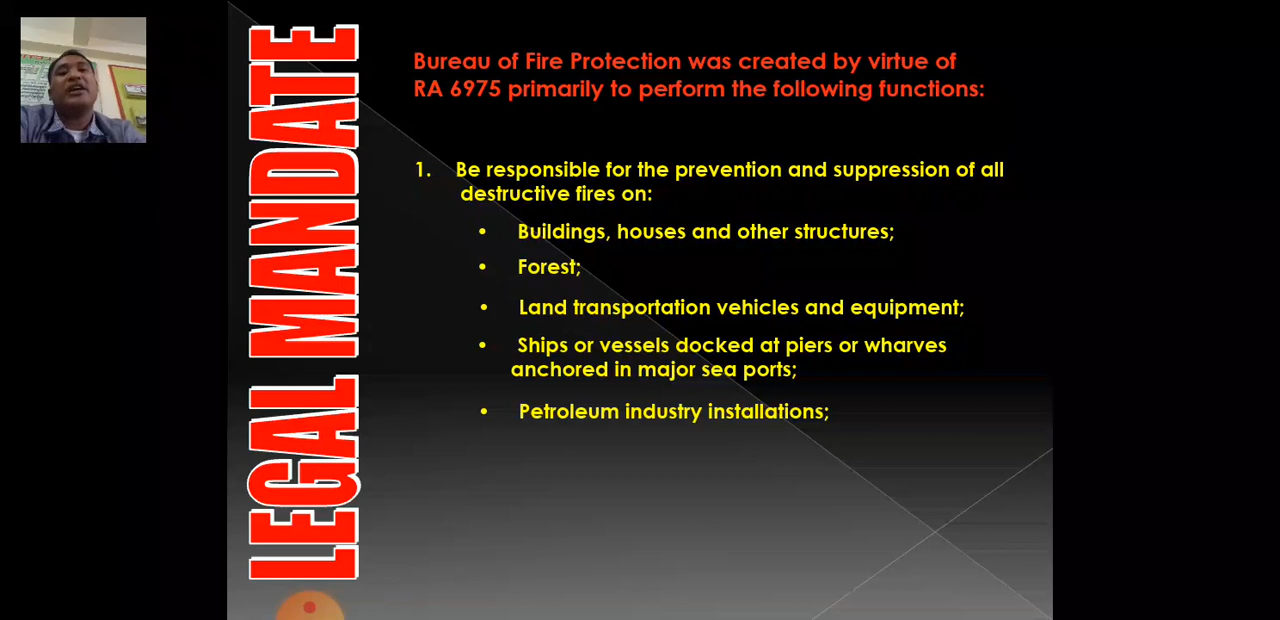 LEGAL MANDATE
Bureau of Fire Protection was created by virtue of
RA 6975 primarily to perform the following functions:
1. Be responsible for the prevention and suppression of all
destructive fires on:
• Buildings, houses and other structures;
• Forest;
• Land transportation vehicles and equipment;
• Ships or vessels docked at piers or wharves
anchored in major sea ports;
• Petroleum industry installations;